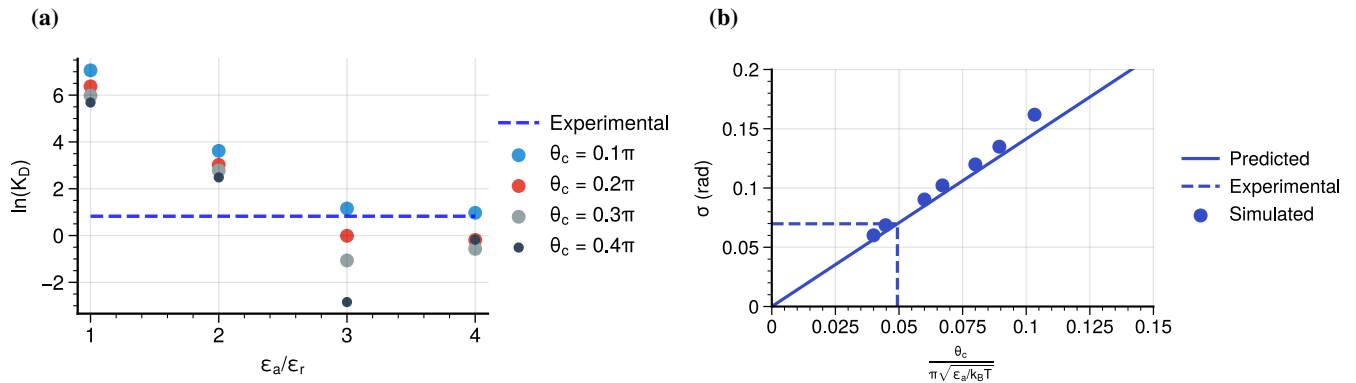 (a)
ln(K_D)
6
4
2
0
−2
1
2
3
4
ε_a/ε_r
Experimental
θ_c = 0.1π
θ_c = 0.2π
θ_c = 0.3π
θ_c = 0.4π
(b)
σ (rad)
0.2
0.15
0.1
0.05
0
0
0.025
0.05
0.075
0.1
0.125
0.15
θ_c
π√ε_a/k_BT
Predicted
Experimental
Simulated